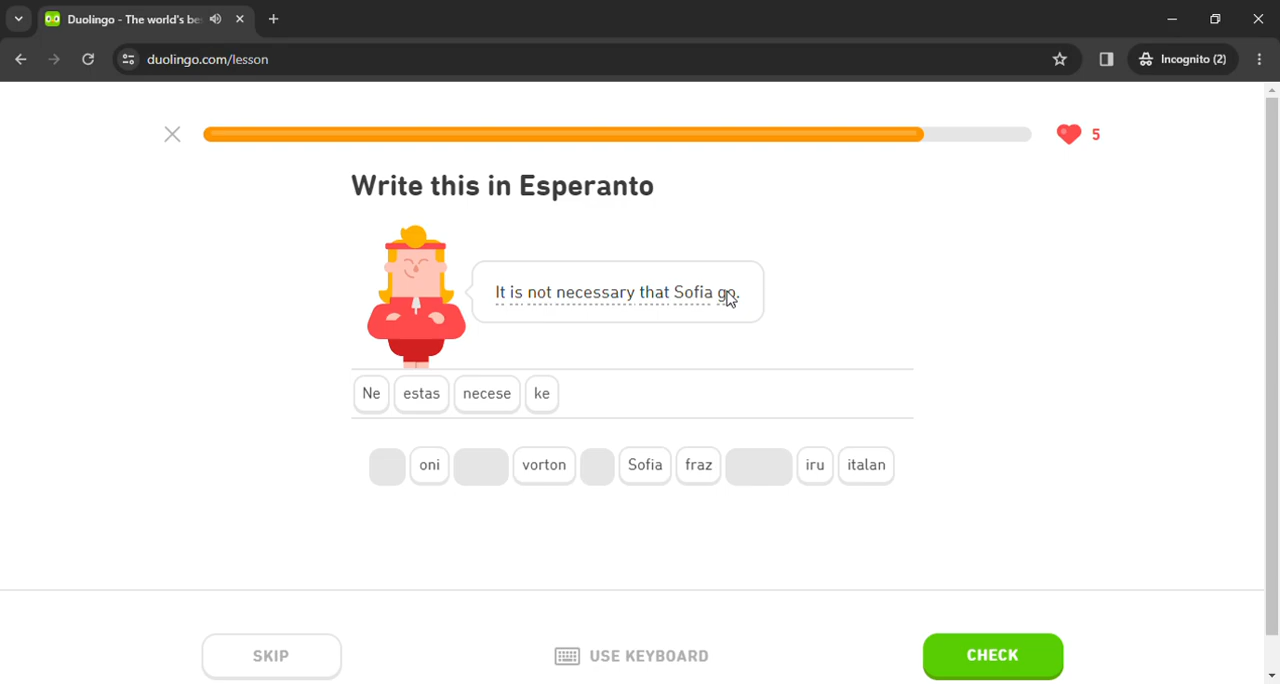 Duolingo - The world's be
duolingo.com/lesson
Incognito (2)
5
Write this in Esperanto
It is not necessary that Sofia go.
Ne estas necese ke
oni vorton Sofia fraz iru italan
SKIP USE KEYBOARD CHECK